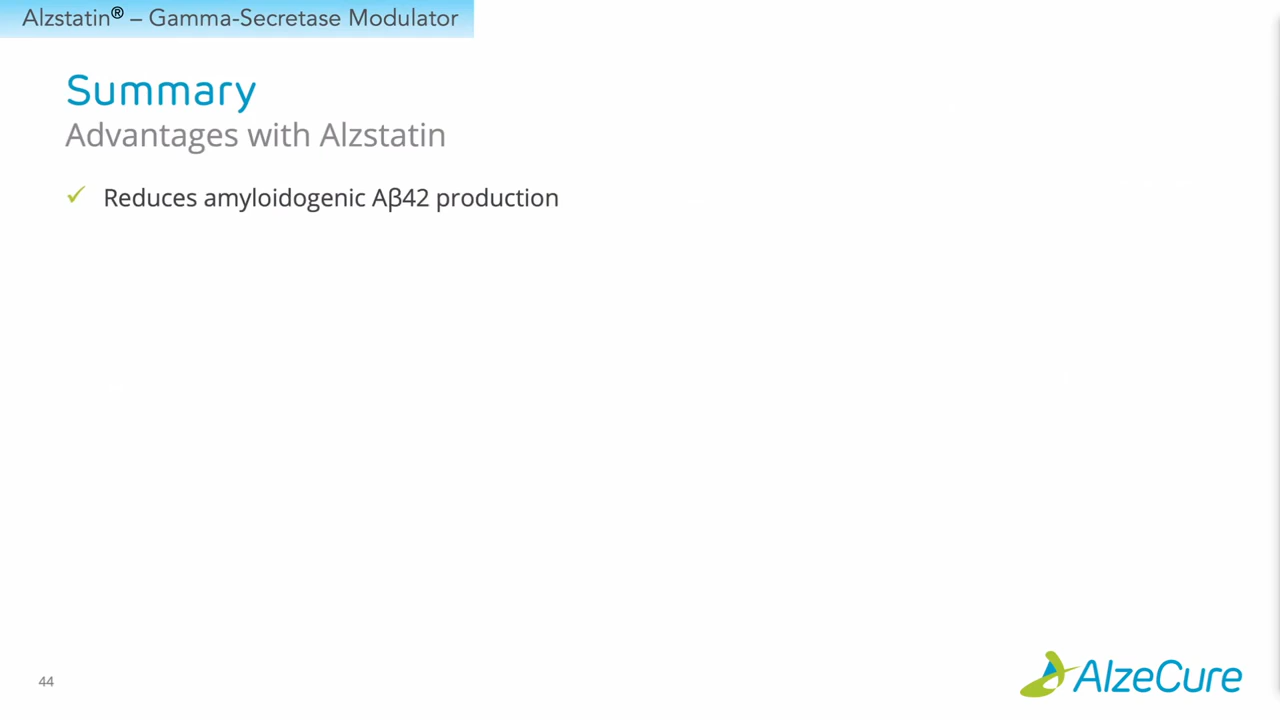 Alzstatin® – Gamma-Secretase Modulator
Summary
Advantages with Alzstatin
✓ Reduces amyloidogenic Aβ42 production
44
AlzeCure